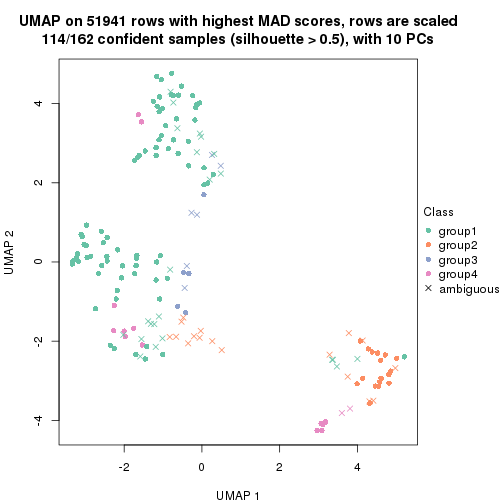 UMAP on 51941 rows with highest MAD scores, rows are scaled
114/162 confident samples (silhouette > 0.5), with 10 PCs
4
2
0
-2
-4
UMAP 2
-2
0
2
4
UMAP 1
Class
group1
group2
group3
group4
ambiguous